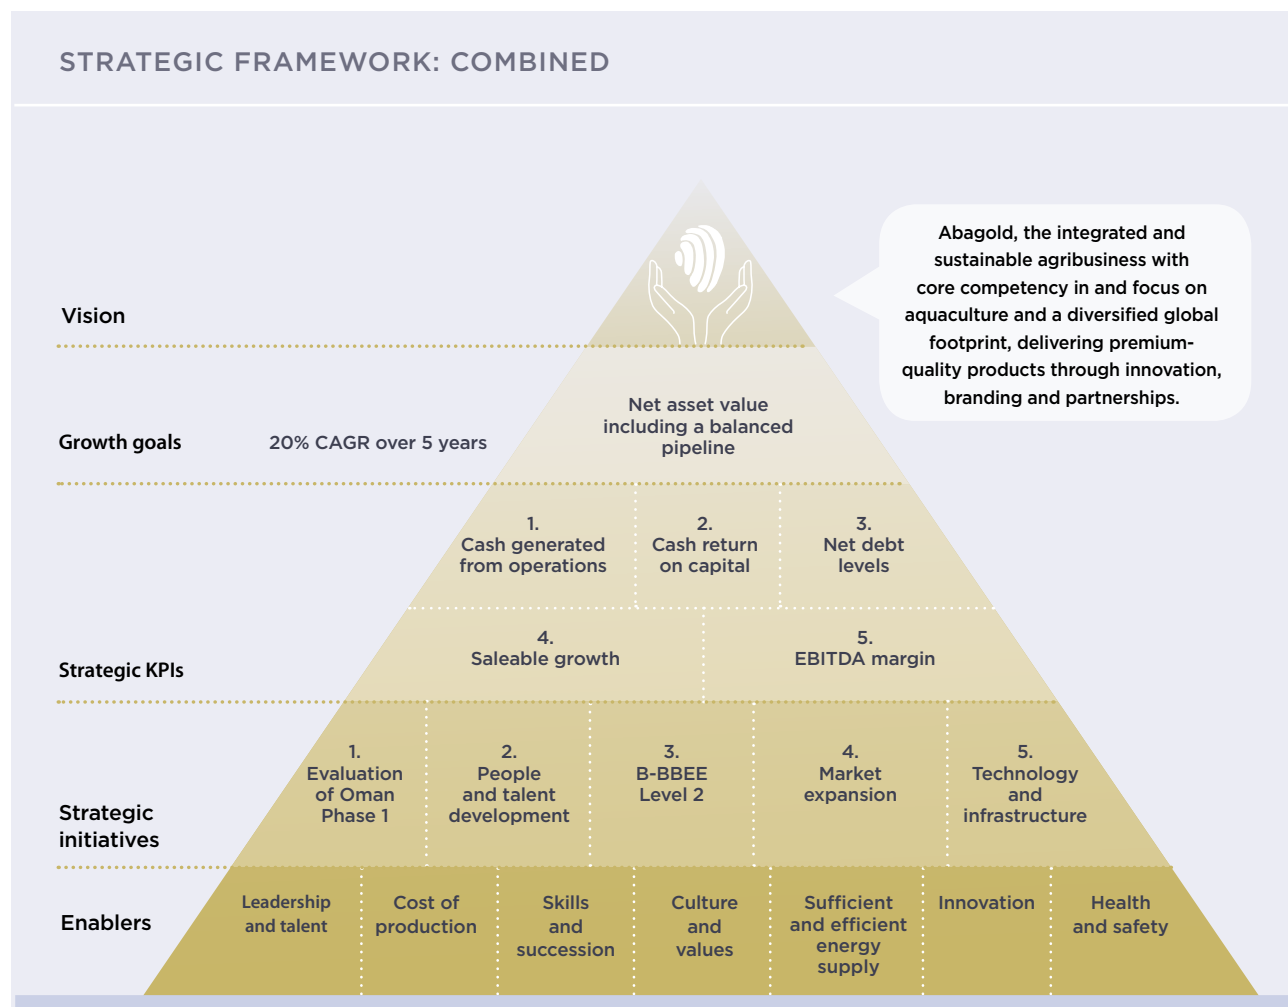 STRATEGIC FRAMEWORK: COMBINED
Abagold, the integrated and
sustainable agribusiness with
core competency in and focus on
aquaculture and a diversified global
footprint, delivering premium-
quality products through innovation,
branding and partnerships.
Vision
Growth goals
20% CAGR over 5 years
Net asset value
including a balanced
pipeline
Strategic KPIs
1.
Cash generated
from operations
2.
Cash return
on capital
3.
Net debt
levels
4.
Saleable growth
5.
EBITDA margin
Strategic
initiatives
1.
Evaluation
of Oman
Phase 1
2.
People
and talent
development
3.
B-BBEE
Level 2
4.
Market
expansion
5.
Technology
and
infrastructure
Enablers
Leadership
and talent
Cost of
production
Skills
and
succession
Culture
and
values
Sufficient
and efficient
energy
supply
Innovation
Health
and safety